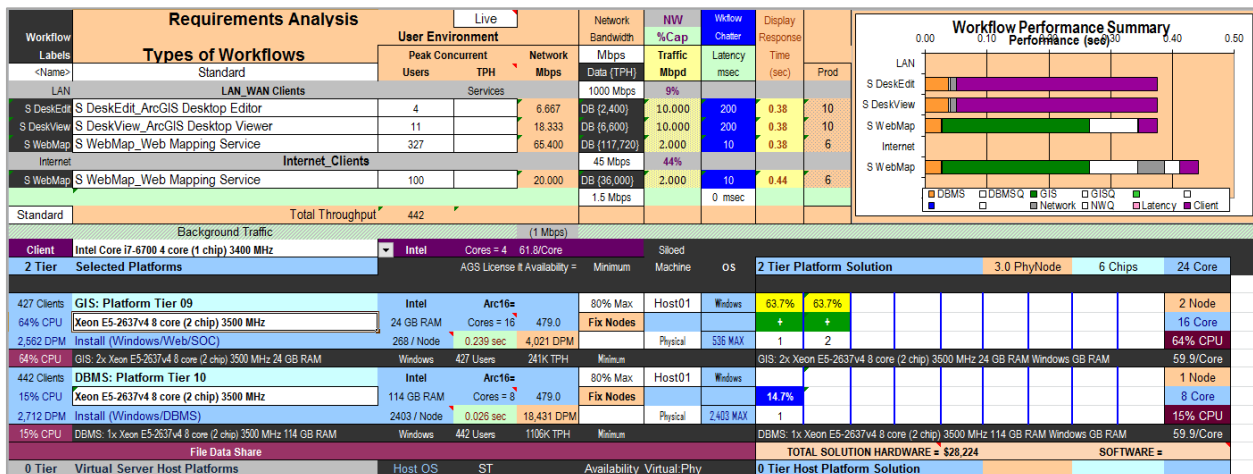 Requirements Analysis Live Network NW Wkflow Display
Workflow User Environment Bandwidth %Cap Chatter Response
Labels Types of Workflows Peak Concurrent Network Mbps Traffic Latency Time
<Name> Standard Users TPH Mbps Data {TPH} Mbpd msec (sec) Prod
LAN LAN_WAN Clients Services 1000 Mbps 9%
S DeskEdit S DeskEdit_ArcGIS Desktop Editor 4 6.667 DB {2,400} 10.000 200 0.38 10
S DeskView S DeskView_ArcGIS Desktop Viewer 11 18.333 DB {6,600} 10.000 200 0.38 10
S WebMap S WebMap_Web Mapping Service 327 65.400 DB {117,720} 2.000 10 0.38 6
Internet Internet_Clients 45 Mbps 44%
S WebMap S WebMap_Web Mapping Service 100 20.000 DB {36,000} 2.000 10 0.44 6
1.5 Mbps 0 msec
Standard Total Throughput 442
Workflow Performance Summary
Performance (sec)
0.00 0.10 0.20 0.30 0.40 0.50
LAN
S DeskEdit
S DeskView
S WebMap
Internet
S WebMap
DBMS DBMSQ GIS GISQ
Network NWQ Latency Client
Background Traffic (1 Mbps)
Client Intel Core i7-6700 4 core (1 chip) 3400 MHz Intel Cores = 4 61.8/Core Siloed
2 Tier Selected Platforms AGS License It Availability = Minimum Machine OS 2 Tier Platform Solution 3.0 PhyNode 6 Chips 24 Core
427 Clients GIS: Platform Tier 09 Intel Arc16= 80% Max Host01 Windows 63.7% 63.7% 2 Node
64% CPU Xeon E5-2637v4 8 core (2 chip) 3500 MHz 24 GB RAM Cores = 16 479.0 Fix Nodes + + 16 Core
2,562 DPM Install (Windows/Web/SOC) 268 / Node 0.239 sec 4,021 DPM Physical 536 MAX 1 2 64% CPU
64% CPU GIS: 2x Xeon E5-2637v4 8 core (2 chip) 3500 MHz 24 GB RAM Windows 427 Users 241K TPH Minimum GIS: 2x Xeon E5-2637v4 8 core (2 chip) 3500 MHz 24 GB RAM Windows GB RAM 59.9/Core
442 Clients DBMS: Platform Tier 10 Intel Arc16= 80% Max Host01 Windows 1 Node
15% CPU Xeon E5-2637v4 8 core (2 chip) 3500 MHz 114 GB RAM Cores = 8 479.0 Fix Nodes 14.7% 8 Core
2,712 DPM Install (Windows/DBMS) 2403 / Node 0.026 sec 18,431 DPM Physical 2,403 MAX 1 15% CPU
15% CPU DBMS: 1x Xeon E5-2637v4 8 core (2 chip) 3500 MHz 114 GB RAM Windows 442 Users 1106K TPH Minimum DBMS: 1x Xeon E5-2637v4 8 core (2 chip) 3500 MHz 114 GB RAM Windows GB RAM 59.9/Core
File Data Share TOTAL SOLUTION HARDWARE = $28,224 SOFTWARE =
0 Tier Virtual Server Host Platforms Host OS ST Availability Virtual:Phy 0 Tier Host Platform Solution